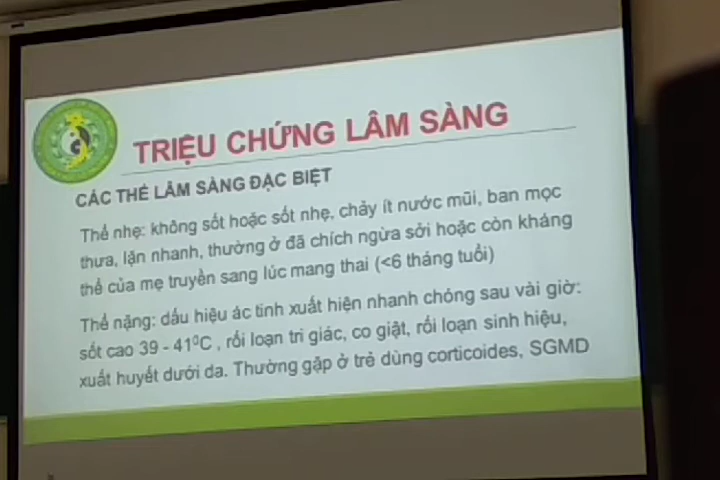 TRIỆU CHỨNG LÂM SÀNG
CÁC THỂ LÂM SÀNG ĐẶC BIỆT
Thể nhẹ: không sốt hoặc sốt nhẹ, chảy ít nước mũi, ban mọc
thưa, lặn nhanh, thường ở đã chích ngừa sởi hoặc còn kháng
thể của mẹ truyền sang lúc mang thai (<6 tháng tuổi)
Thể nặng: dấu hiệu ác tinh xuất hiện nhanh chóng sau vài giờ:
sốt cao 39 - 41⁰C , rối loạn tri giác, co giật, rối loạn sinh hiệu,
xuất huyết dưới da. Thường gặp ở trẻ dùng corticoides, SGMD